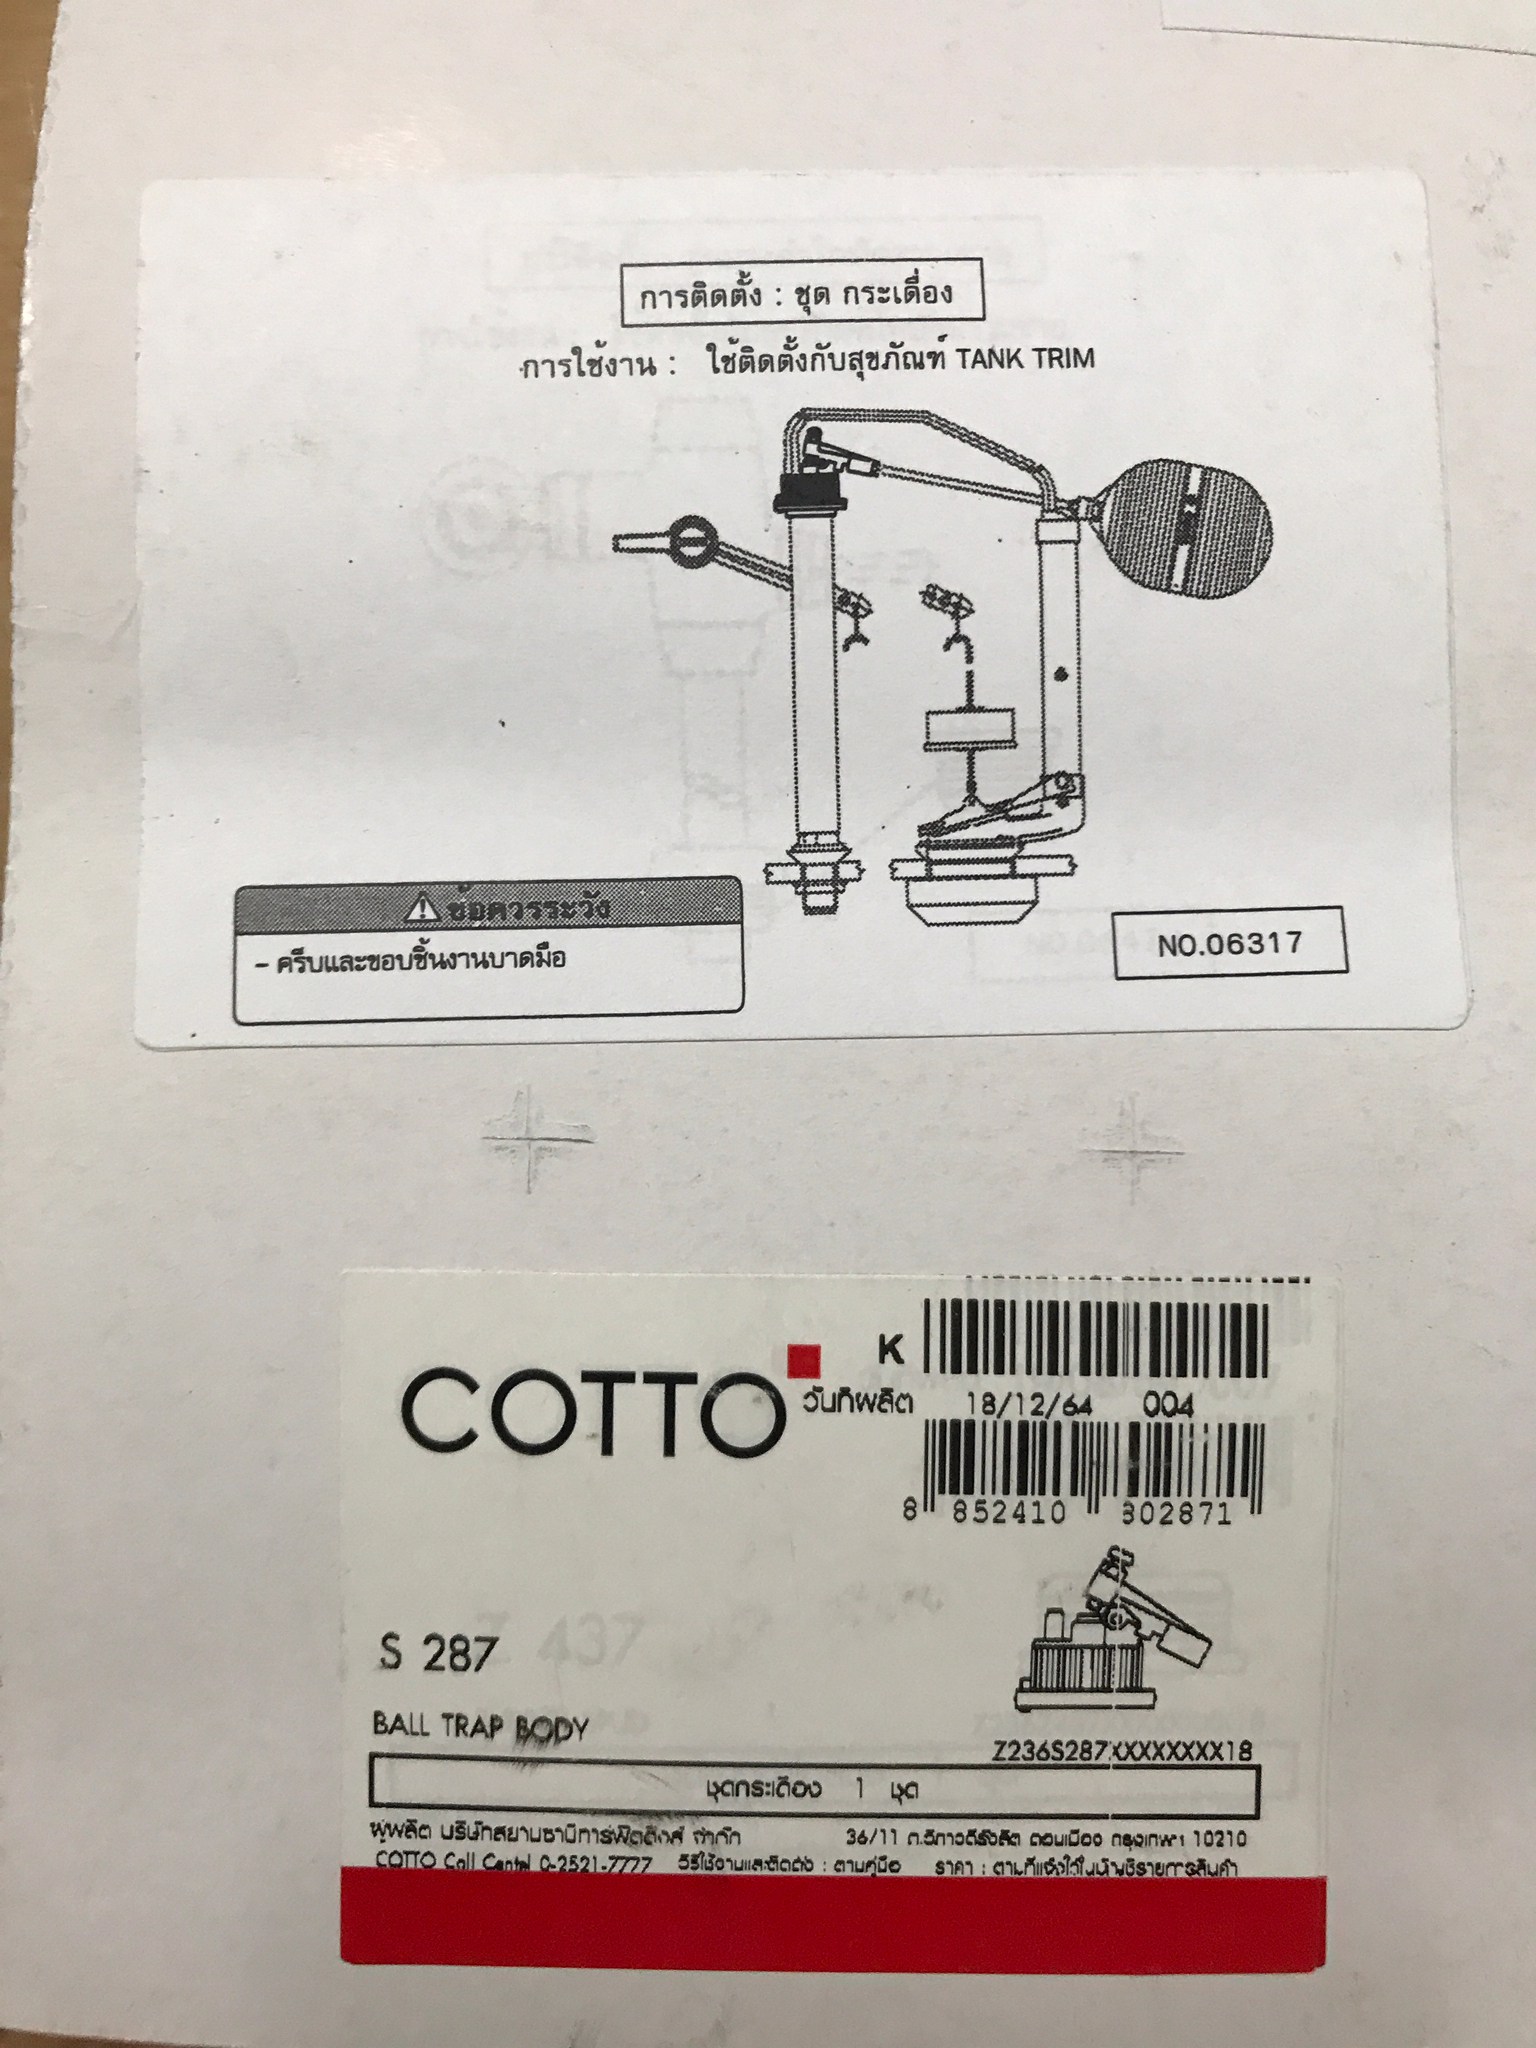 การติดตั้ง : ชุด กระเดื่อง
การใช้งาน : ใช้ติดตั้งกับสุขภัณฑ์ TANK TRIM
ข้อควรระวัง
- ครีบและขอบชิ้นงานบาดมือ
NO.06317
COTTO
K
วันที่ผลิต 18/12/64 004
8 852410 302871
S 287
BALL TRAP BODY
Z236S287XXXXXXXX18
ชุดกระเดือง 1 ชุด
ผู้ผลิต บริษัทสยามซานิทารีฟิตติ้งส์ จำกัด 36/11 ถ.วิภาวดีรังสิต ดอนเมือง กรุงเทพฯ 10210
COTTO Call Center 0-2521-7777 วิธีใช้งานและติดตั้ง : ตามคู่มือ ราคา : ตามที่แจ้งไว้ในป้ายชี้รายการสินค้า